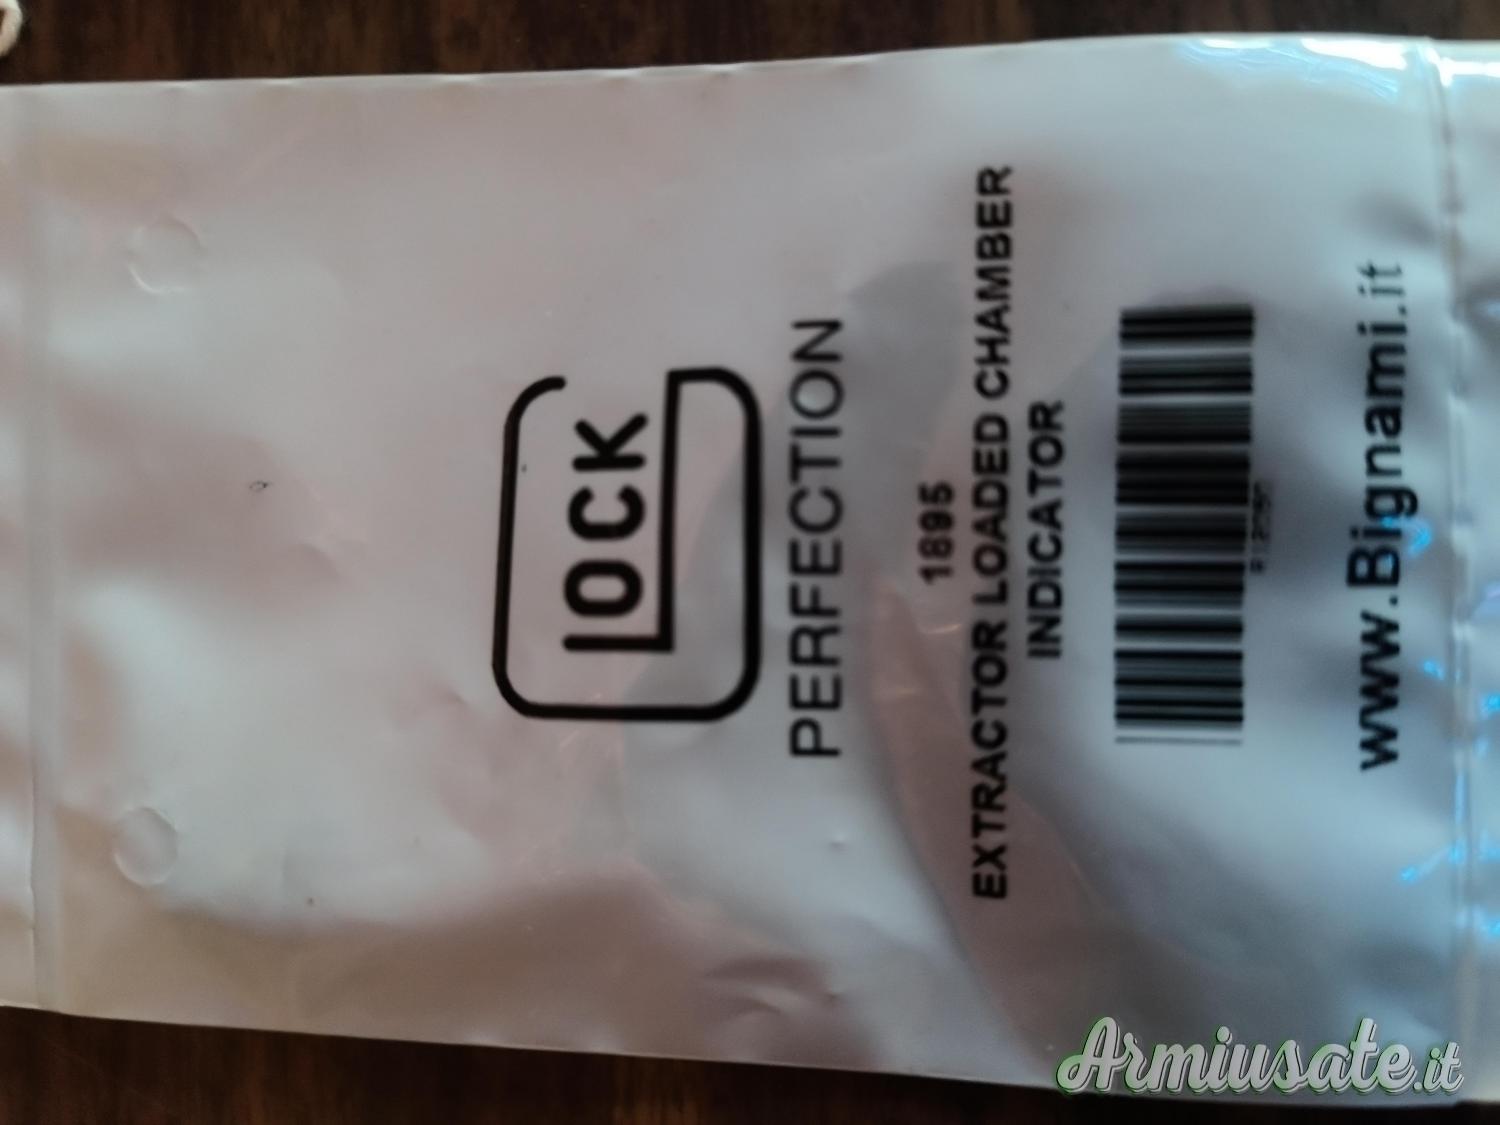 GLOCK
PERFECTION
1895
EXTRACTOR LOADED CHAMBER
INDICATOR
www.Bignami.it
Armiusate.it